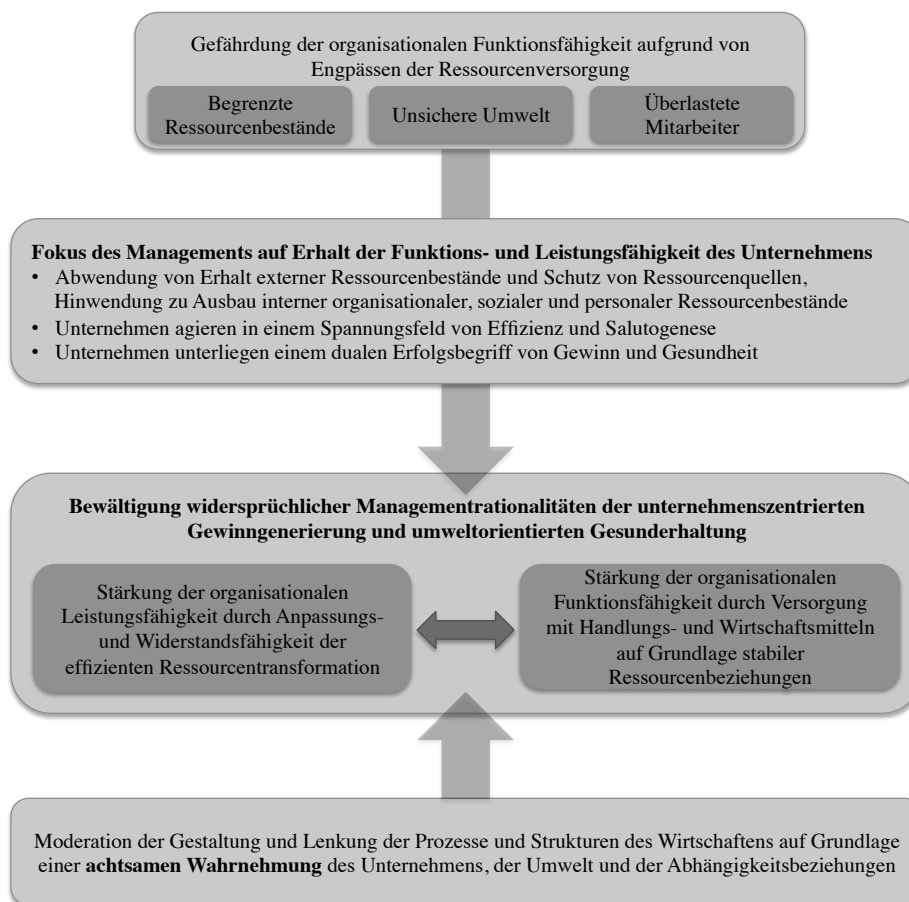 Gefährdung der organisationalen Funktionsfähigkeit aufgrund von
Engpässen der Ressourcenversorgung
Begrenzte
Ressourcenbestände
Unsichere Umwelt
Überlastete
Mitarbeiter
Fokus des Managements auf Erhalt der Funktions- und Leistungsfähigkeit des Unternehmens
• Abwendung von Erhalt externer Ressourcenbestände und Schutz von Ressourcenquellen,
Hinwendung zu Ausbau interner organisationaler, sozialer und personaler Ressourcenbestände
• Unternehmen agieren in einem Spannungsfeld von Effizienz und Salutogenese
• Unternehmen unterliegen einem dualen Erfolgsbegriff von Gewinn und Gesundheit
Bewältigung widersprüchlicher Managementrationalitäten der unternehmenszentrierten
Gewinngenerierung und umweltorientierten Gesunderhaltung
Stärkung der organisationalen
Leistungsfähigkeit durch Anpassungs-
und Widerstandsfähigkeit der
effizienten Ressourcentransformation
Stärkung der organisationalen
Funktionsfähigkeit durch Versorgung
mit Handlungs- und Wirtschaftsmitteln
auf Grundlage stabiler
Ressourcenbeziehungen
Moderation der Gestaltung und Lenkung der Prozesse und Strukturen des Wirtschaftens auf Grundlage
einer achtsamen Wahrnehmung des Unternehmens, der Umwelt und der Abhängigkeitsbeziehungen